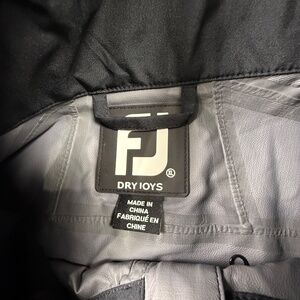 FJ
®
DRYJOYS
MADE IN
CHINA
FABRIQUÉ EN
CHINE